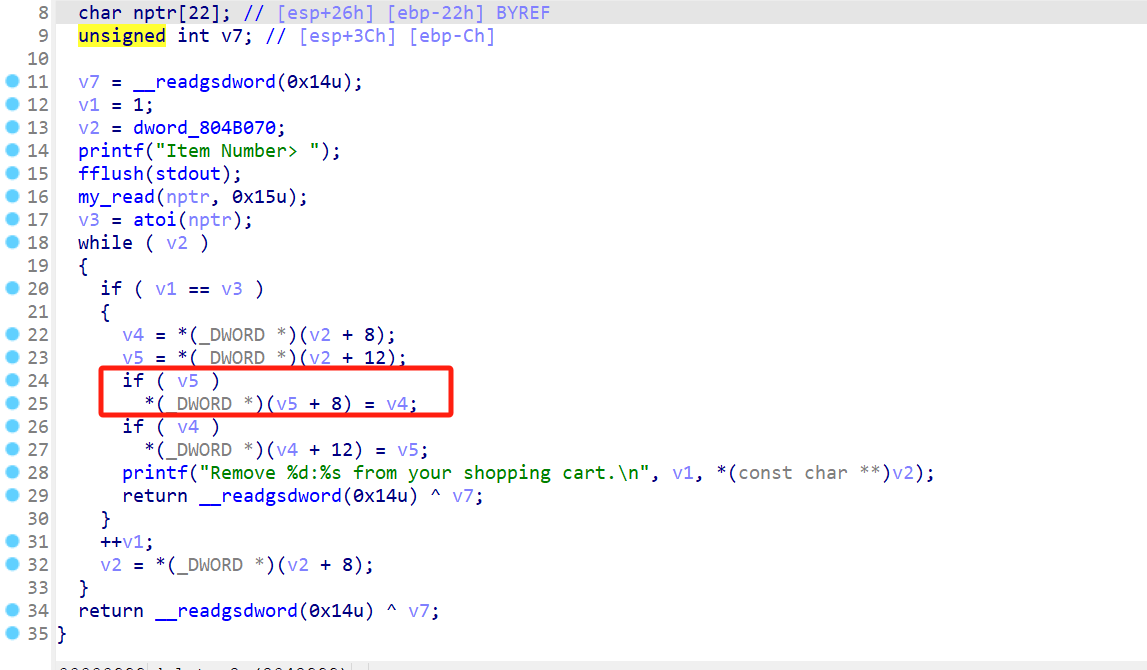 8 char nptr[22]; // [esp+26h] [ebp-22h] BYREF
9 unsigned int v7; // [esp+3Ch] [ebp-Ch]
10
11 v7 = __readgsdword(0x14u);
12 v1 = 1;
13 v2 = dword_804B070;
14 printf("Item Number> ");
15 fflush(stdout);
16 my_read(nptr, 0x15u);
17 v3 = atoi(nptr);
18 while ( v2 )
19 {
20 if ( v1 == v3 )
21 {
22 v4 = *(_DWORD *)(v2 + 8);
23 v5 = *(_DWORD *)(v2 + 12);
24 if ( v5 )
25 *(_DWORD *)(v5 + 8) = v4;
26 if ( v4 )
27 *(_DWORD *)(v4 + 12) = v5;
28 printf("Remove %d:%s from your shopping cart.\n", v1, *(const char **)v2);
29 return __readgsdword(0x14u) ^ v7;
30 }
31 ++v1;
32 v2 = *(_DWORD *)(v2 + 8);
33 }
34 return __readgsdword(0x14u) ^ v7;
35 }